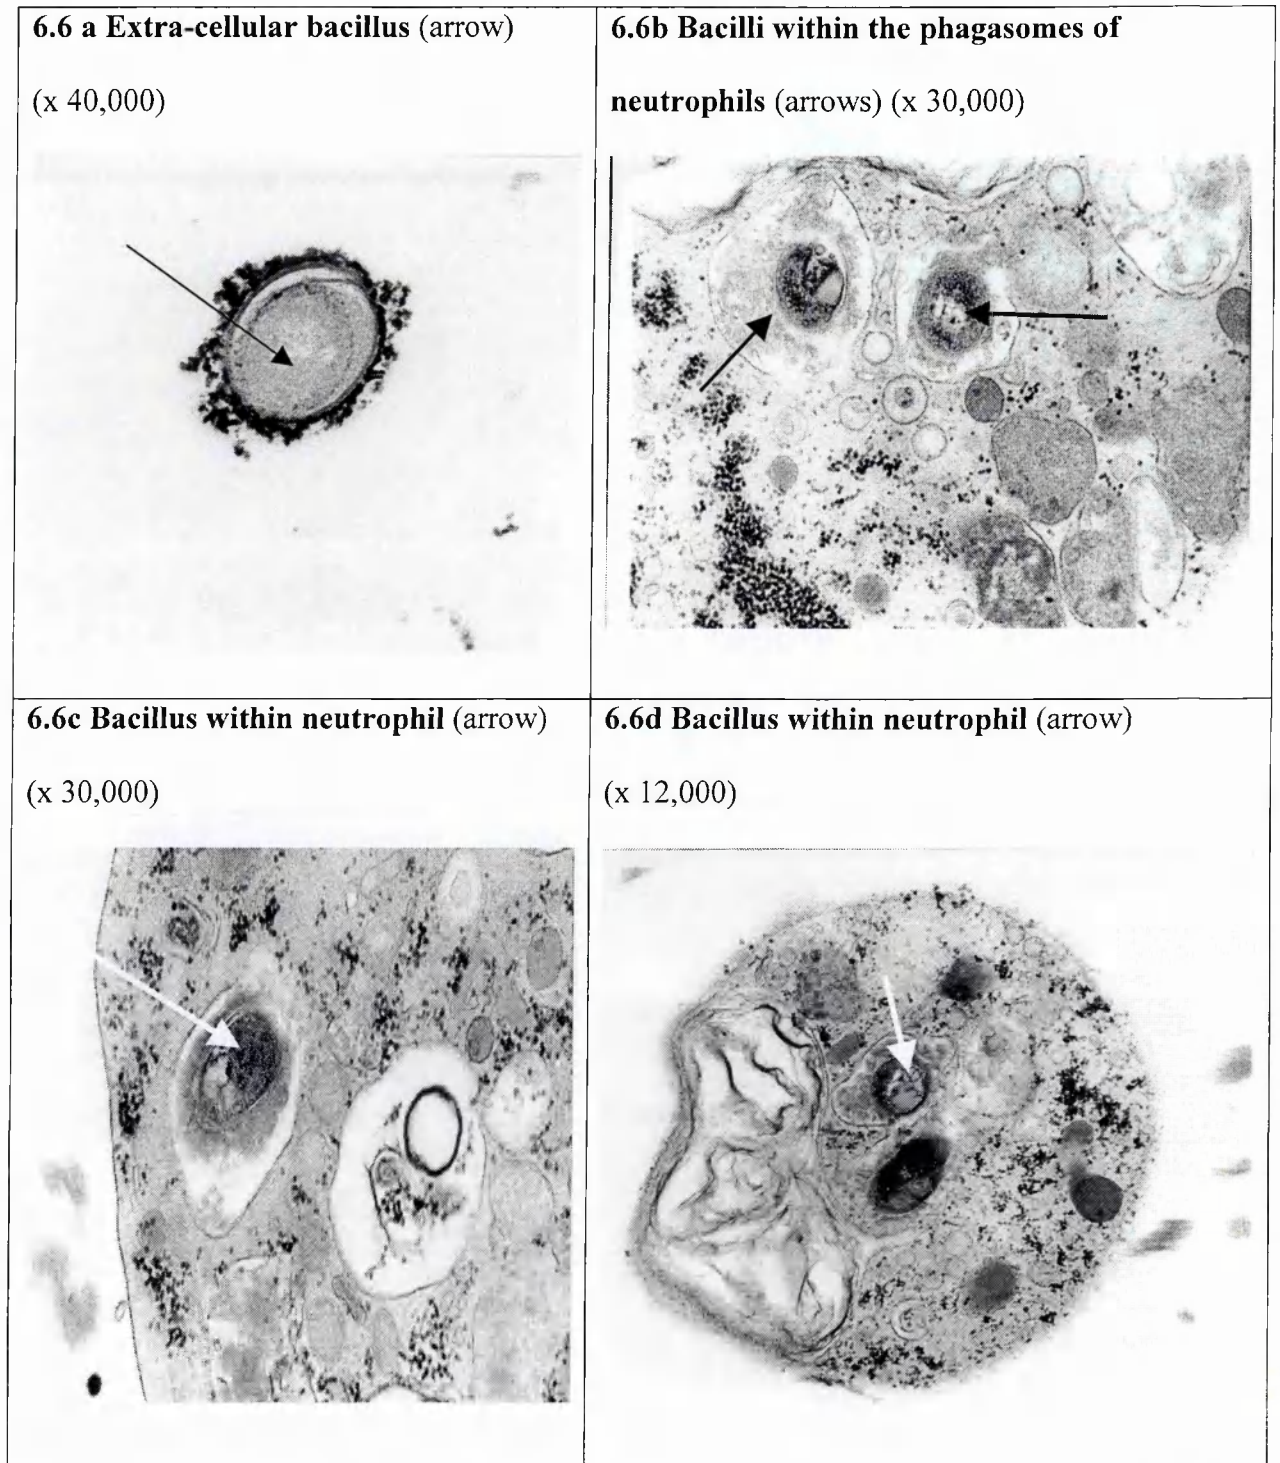 6.6 a Extra-cellular bacillus (arrow)
(x 40,000)
6.6b Bacilli within the phagasomes of
neutrophils (arrows) (x 30,000)
6.6c Bacillus within neutrophil (arrow)
(x 30,000)
6.6d Bacillus within neutrophil (arrow)
(x 12,000)